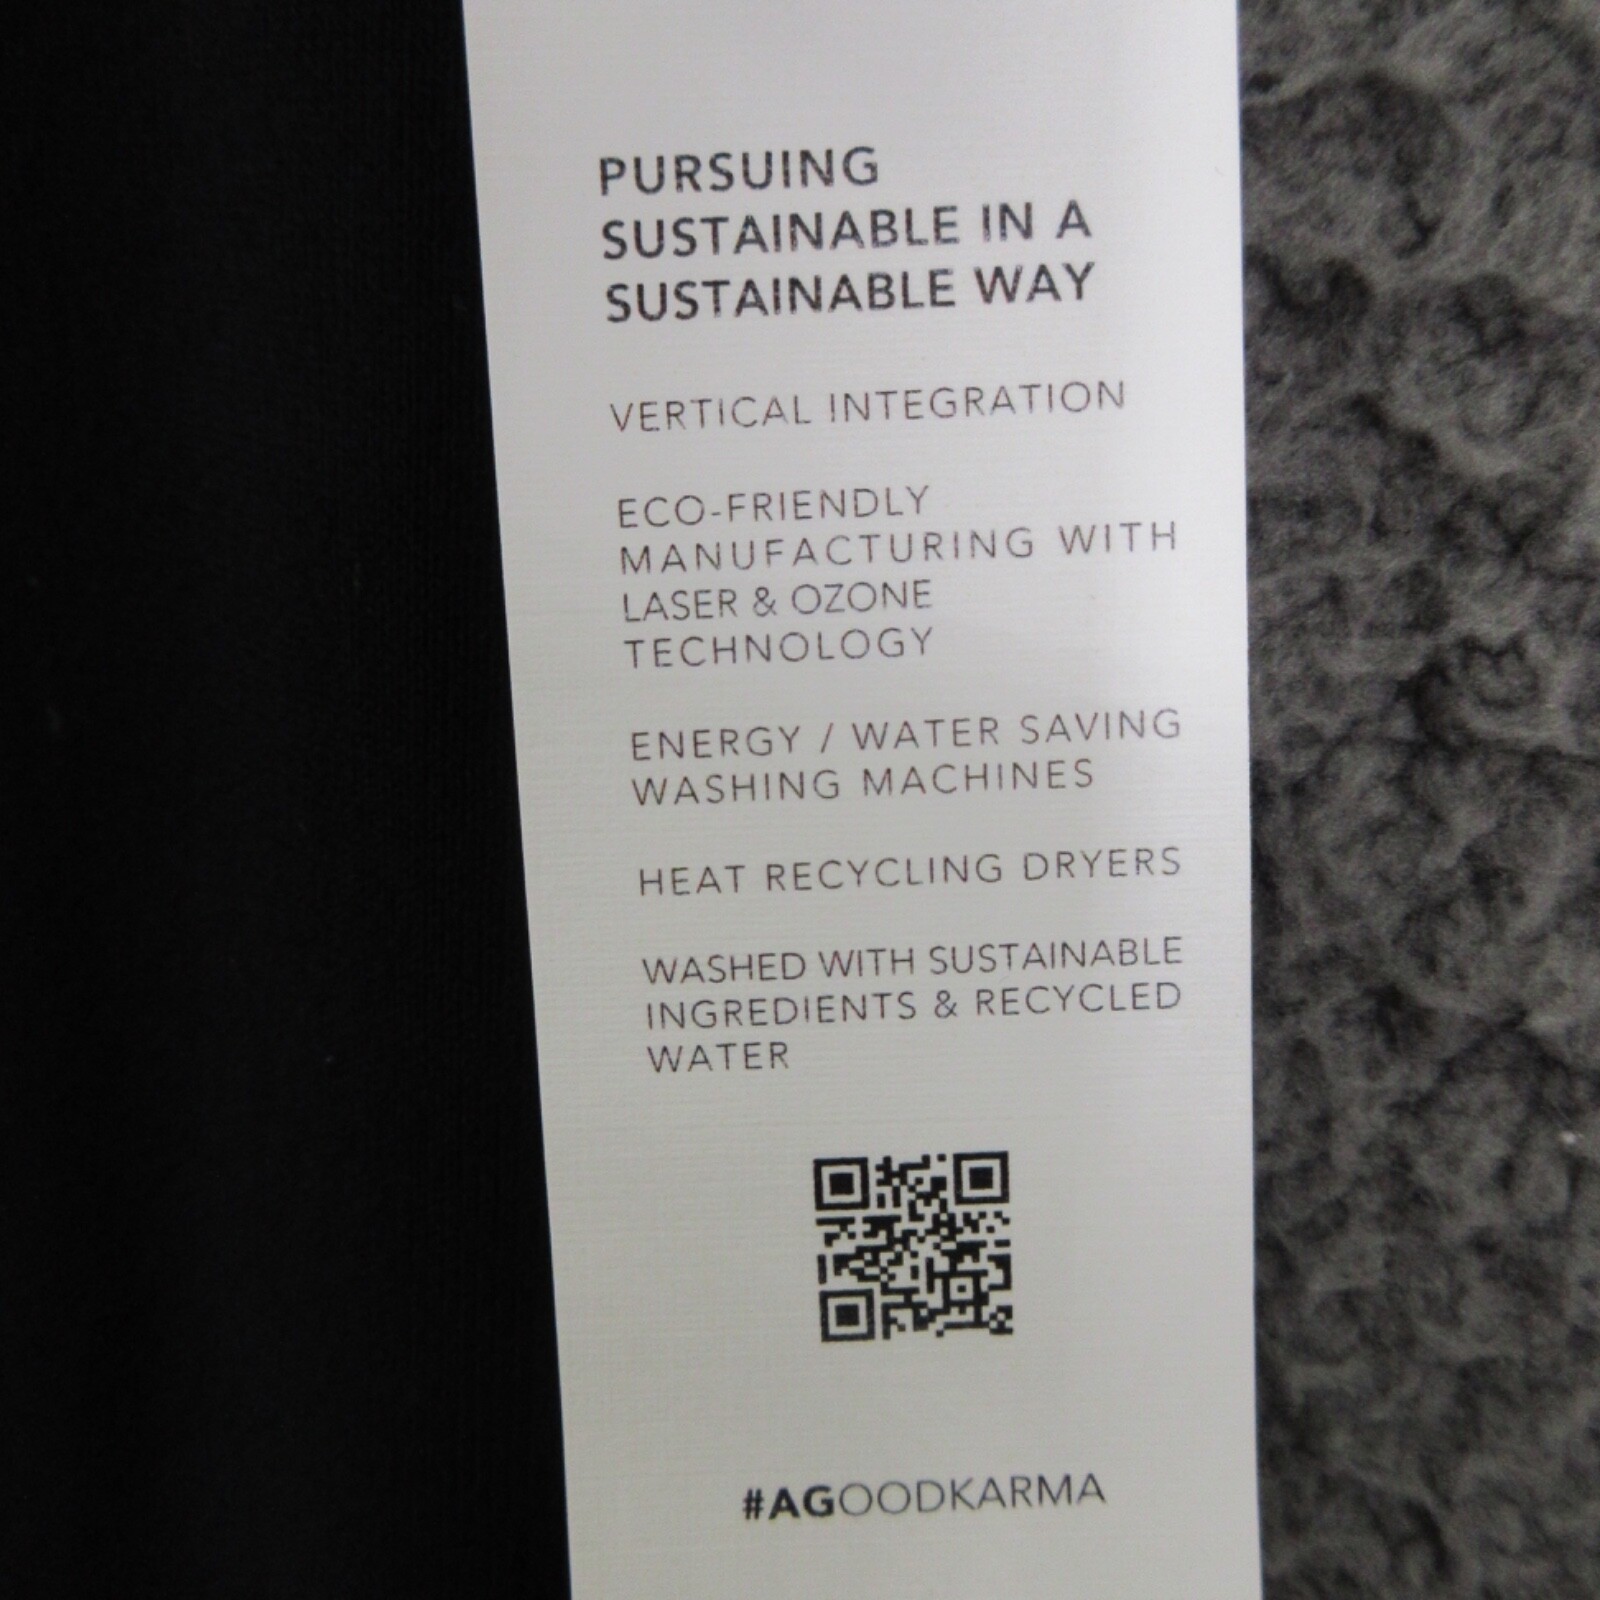 PURSUING
SUSTAINABLE IN A
SUSTAINABLE WAY
VERTICAL INTEGRATION
ECO-FRIENDLY
MANUFACTURING WITH
LASER & OZONE
TECHNOLOGY
ENERGY / WATER SAVING
WASHING MACHINES
HEAT RECYCLING DRYERS
WASHED WITH SUSTAINABLE
INGREDIENTS & RECYCLED
WATER
#AGOODKARMA